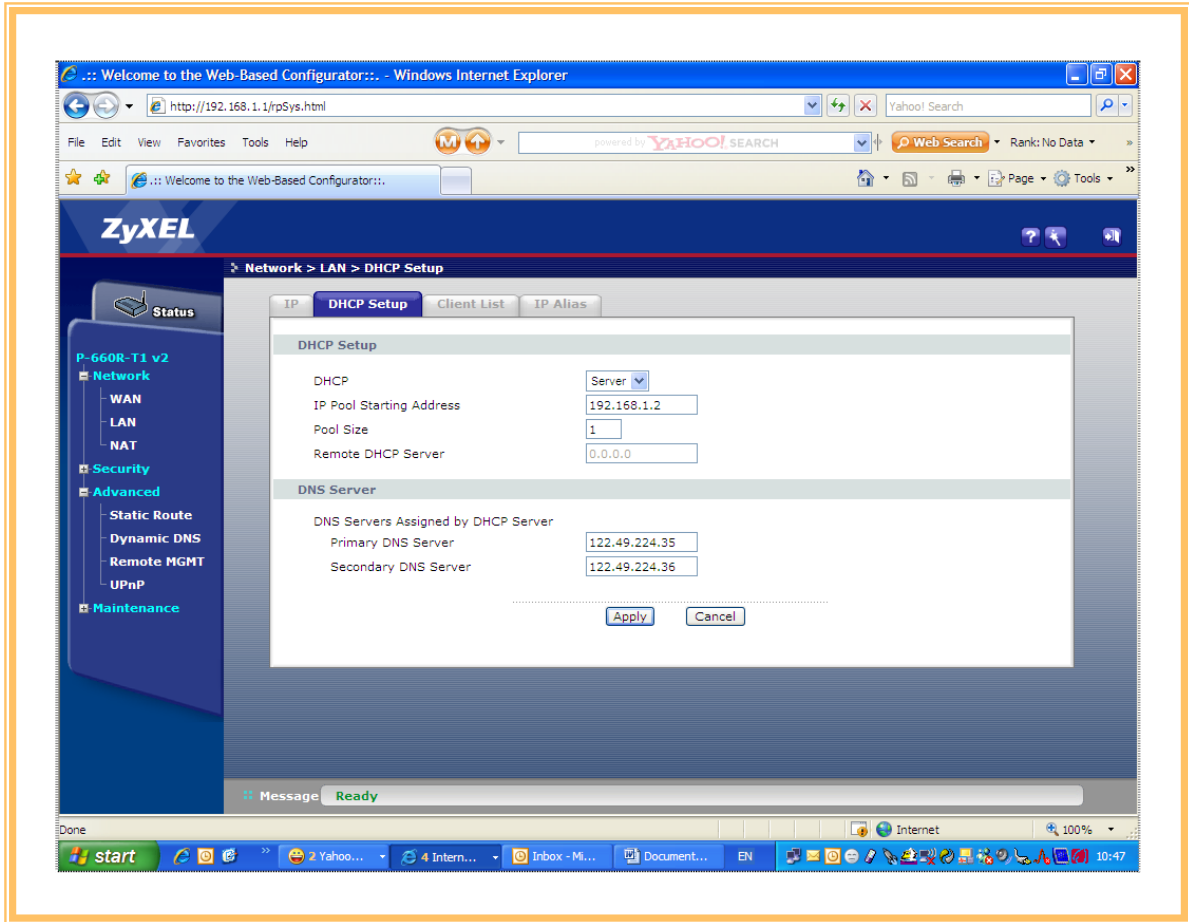 .:: Welcome to the Web-Based Configurator::. - Windows Internet Explorer
http://192.168.1.1/rpSys.html
Yahoo! Search
File Edit View Favorites Tools Help
M
powered by YAHOO! SEARCH
Web Search
Rank: No Data
»
.:: Welcome to the Web-Based Configurator::.
Page
Tools
»
ZyXEL
?
Network > LAN > DHCP Setup
Status
IP
DHCP Setup
Client List
IP Alias
P-660R-T1 v2
Network
WAN
LAN
NAT
Security
Advanced
Static Route
Dynamic DNS
Remote MGMT
UPnP
Maintenance
DHCP Setup
DHCP Server
IP Pool Starting Address 192.168.1.2
Pool Size 1
Remote DHCP Server 0.0.0.0
DNS Server
DNS Servers Assigned by DHCP Server
Primary DNS Server 122.49.224.35
Secondary DNS Server 122.49.224.36
Apply Cancel
Message Ready
Done
Internet
100%
start
»
2 Yahoo...
4 Intern...
Inbox - Mi...
Document...
EN
10:47